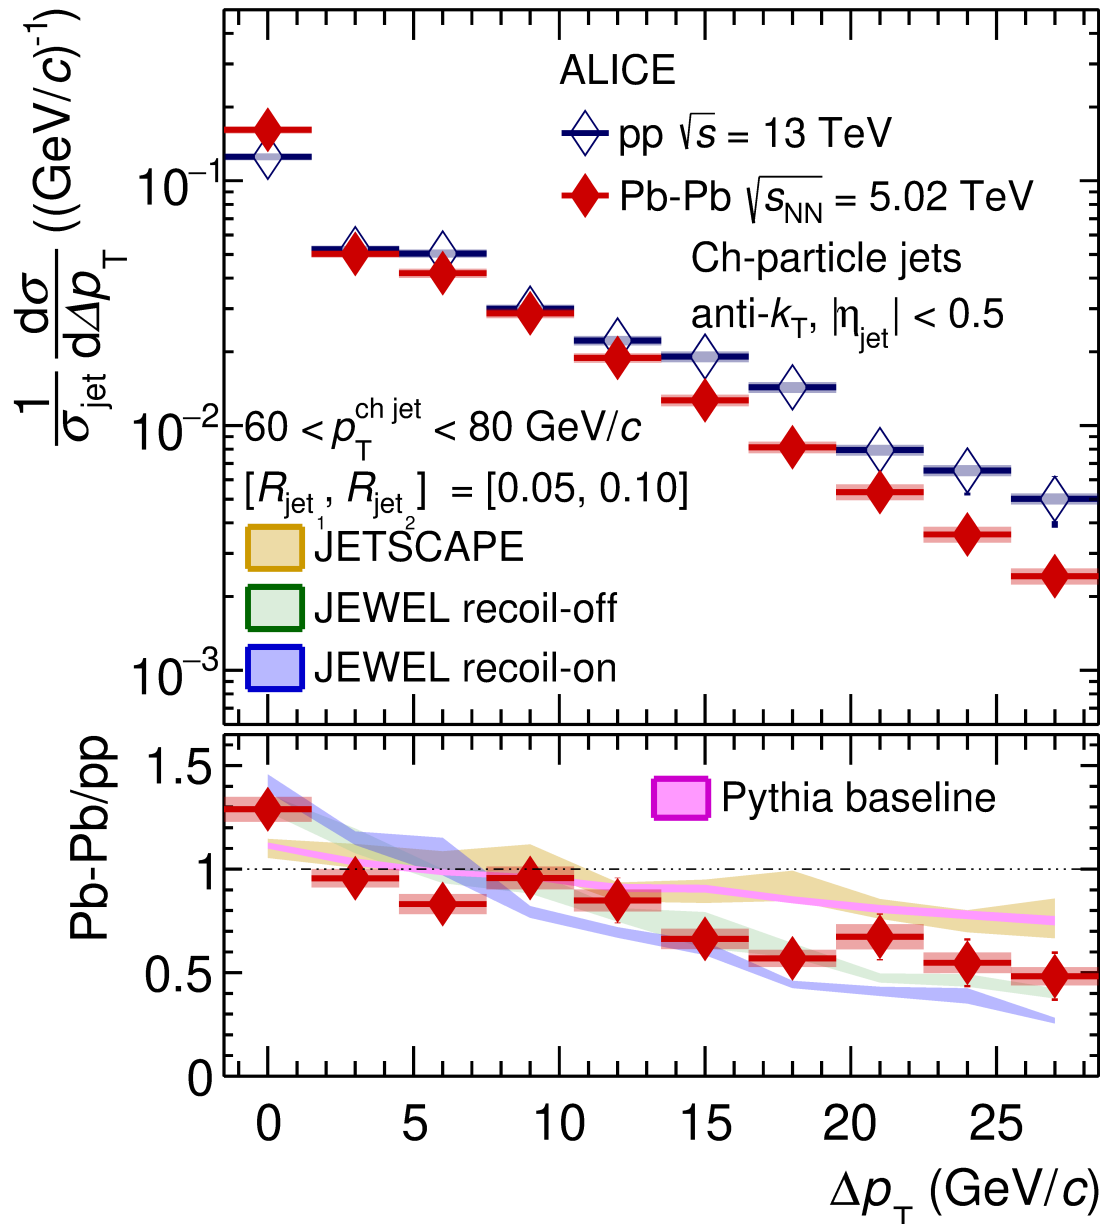 1/σjet dσ/dΔpT ((GeV/c)⁻¹)
10⁻¹
10⁻²
10⁻³
ALICE
pp √s = 13 TeV
Pb-Pb √sNN = 5.02 TeV
Ch-particle jets
anti-kT, |ηjet| < 0.5
60 < pT ch jet < 80 GeV/c
[Rjet1, Rjet2] = [0.05, 0.10]
JETSCAPE
JEWEL recoil-off
JEWEL recoil-on
Pb-Pb/pp
1.5
1
0.5
0
Pythia baseline
0 5 10 15 20 25
ΔpT (GeV/c)